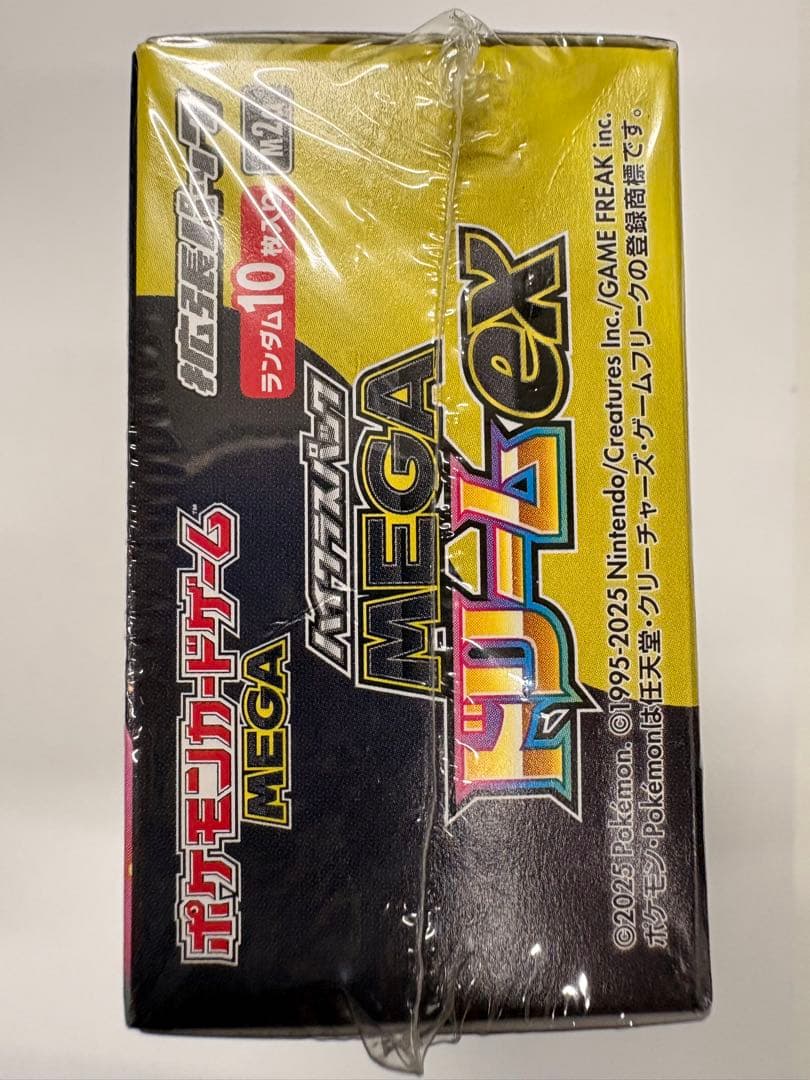 ポケモンカードゲーム™
MEGA
拡張パック
ランダム10枚入り
M2a
ハイクラスパック
MEGA
ドリームex
©2025 Pokémon. ©1995-2025 Nintendo/Creatures Inc./GAME FREAK inc.
ポケモン・Pokémonは任天堂・クリーチャーズ・ゲームフリークの登録商標です。